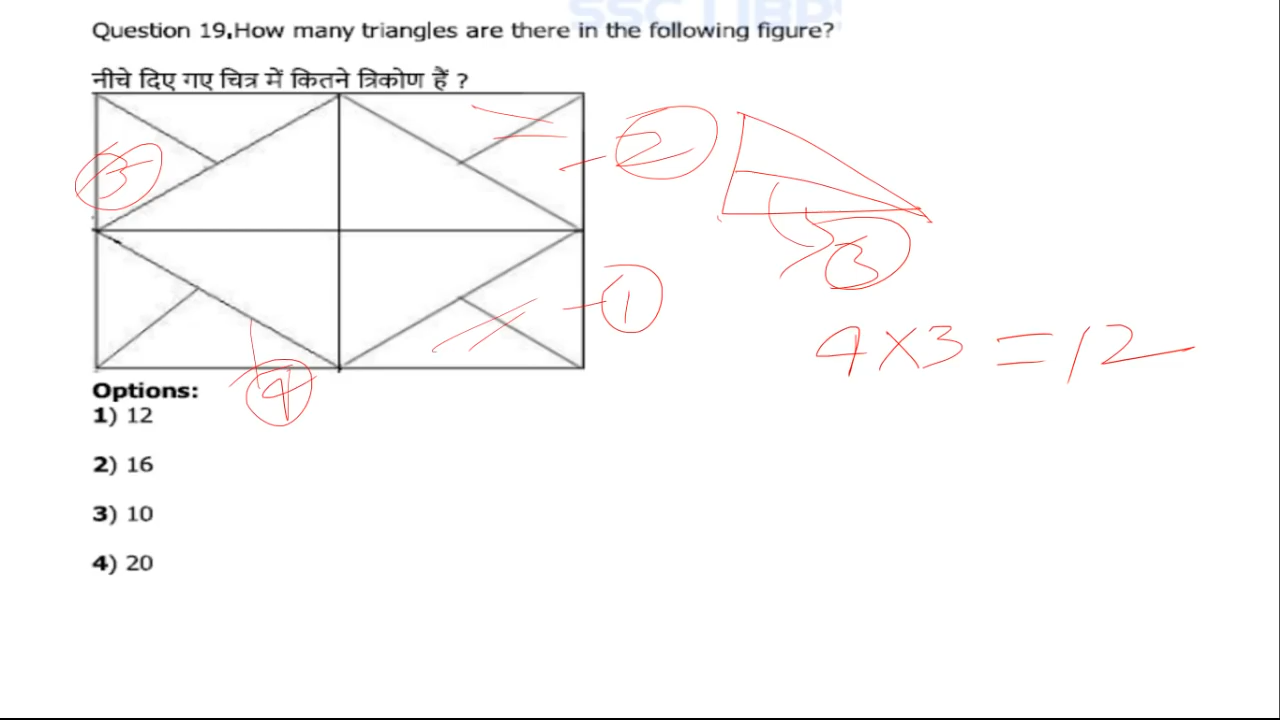 Question 19.How many triangles are there in the following figure?
नीचे दिए गए चित्र में कितने त्रिकोण हैं ?
3
2
3
1
4
4 × 3 = 12
Options:
1) 12
2) 16
3) 10
4) 20